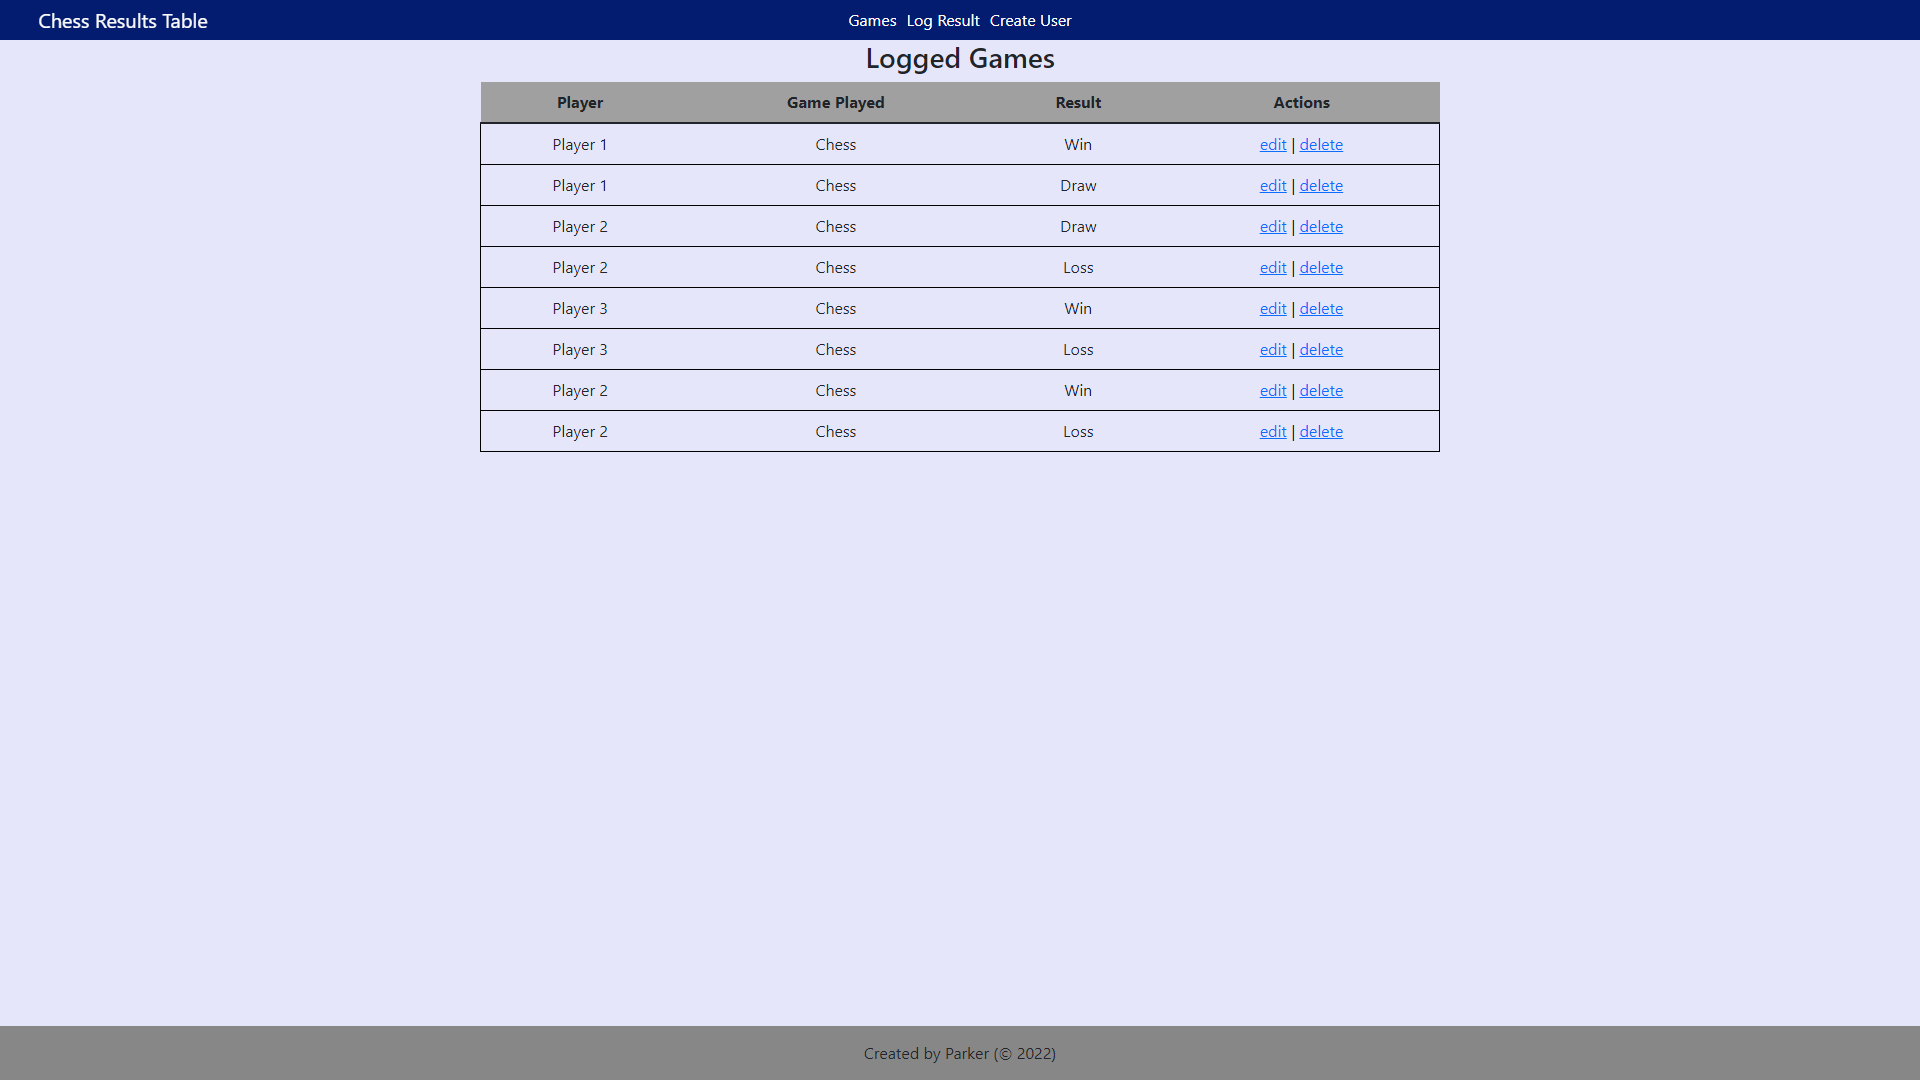 Chess Results Table Games Log Result Create User
Logged Games
Player Game Played Result Actions
Player 1 Chess Win edit | delete
Player 1 Chess Draw edit | delete
Player 2 Chess Draw edit | delete
Player 2 Chess Loss edit | delete
Player 3 Chess Win edit | delete
Player 3 Chess Loss edit | delete
Player 2 Chess Win edit | delete
Player 2 Chess Loss edit | delete
Created by Parker (© 2022)